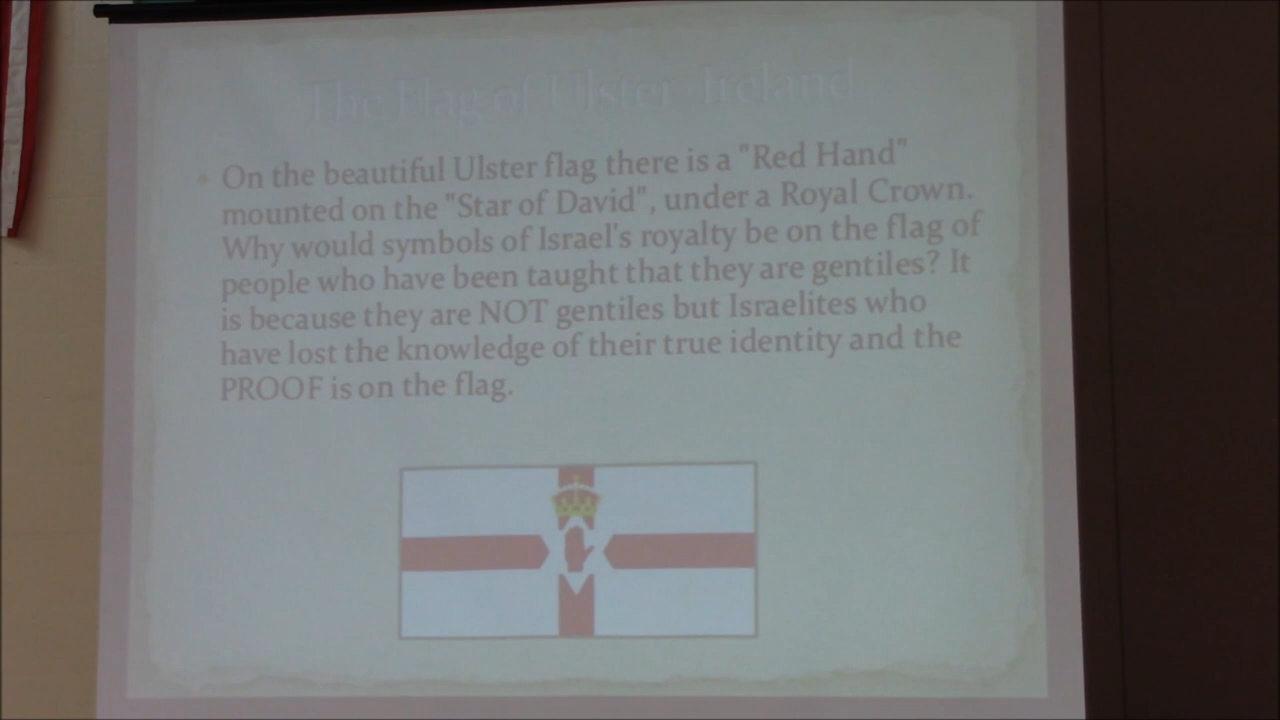 The Flag of Ulster -Ireland
On the beautiful Ulster flag there is a "Red Hand"
mounted on the "Star of David", under a Royal Crown.
Why would symbols of Israel's royalty be on the flag of
people who have been taught that they are gentiles? It
is because they are NOT gentiles but Israelites who
have lost the knowledge of their true identity and the
PROOF is on the flag.